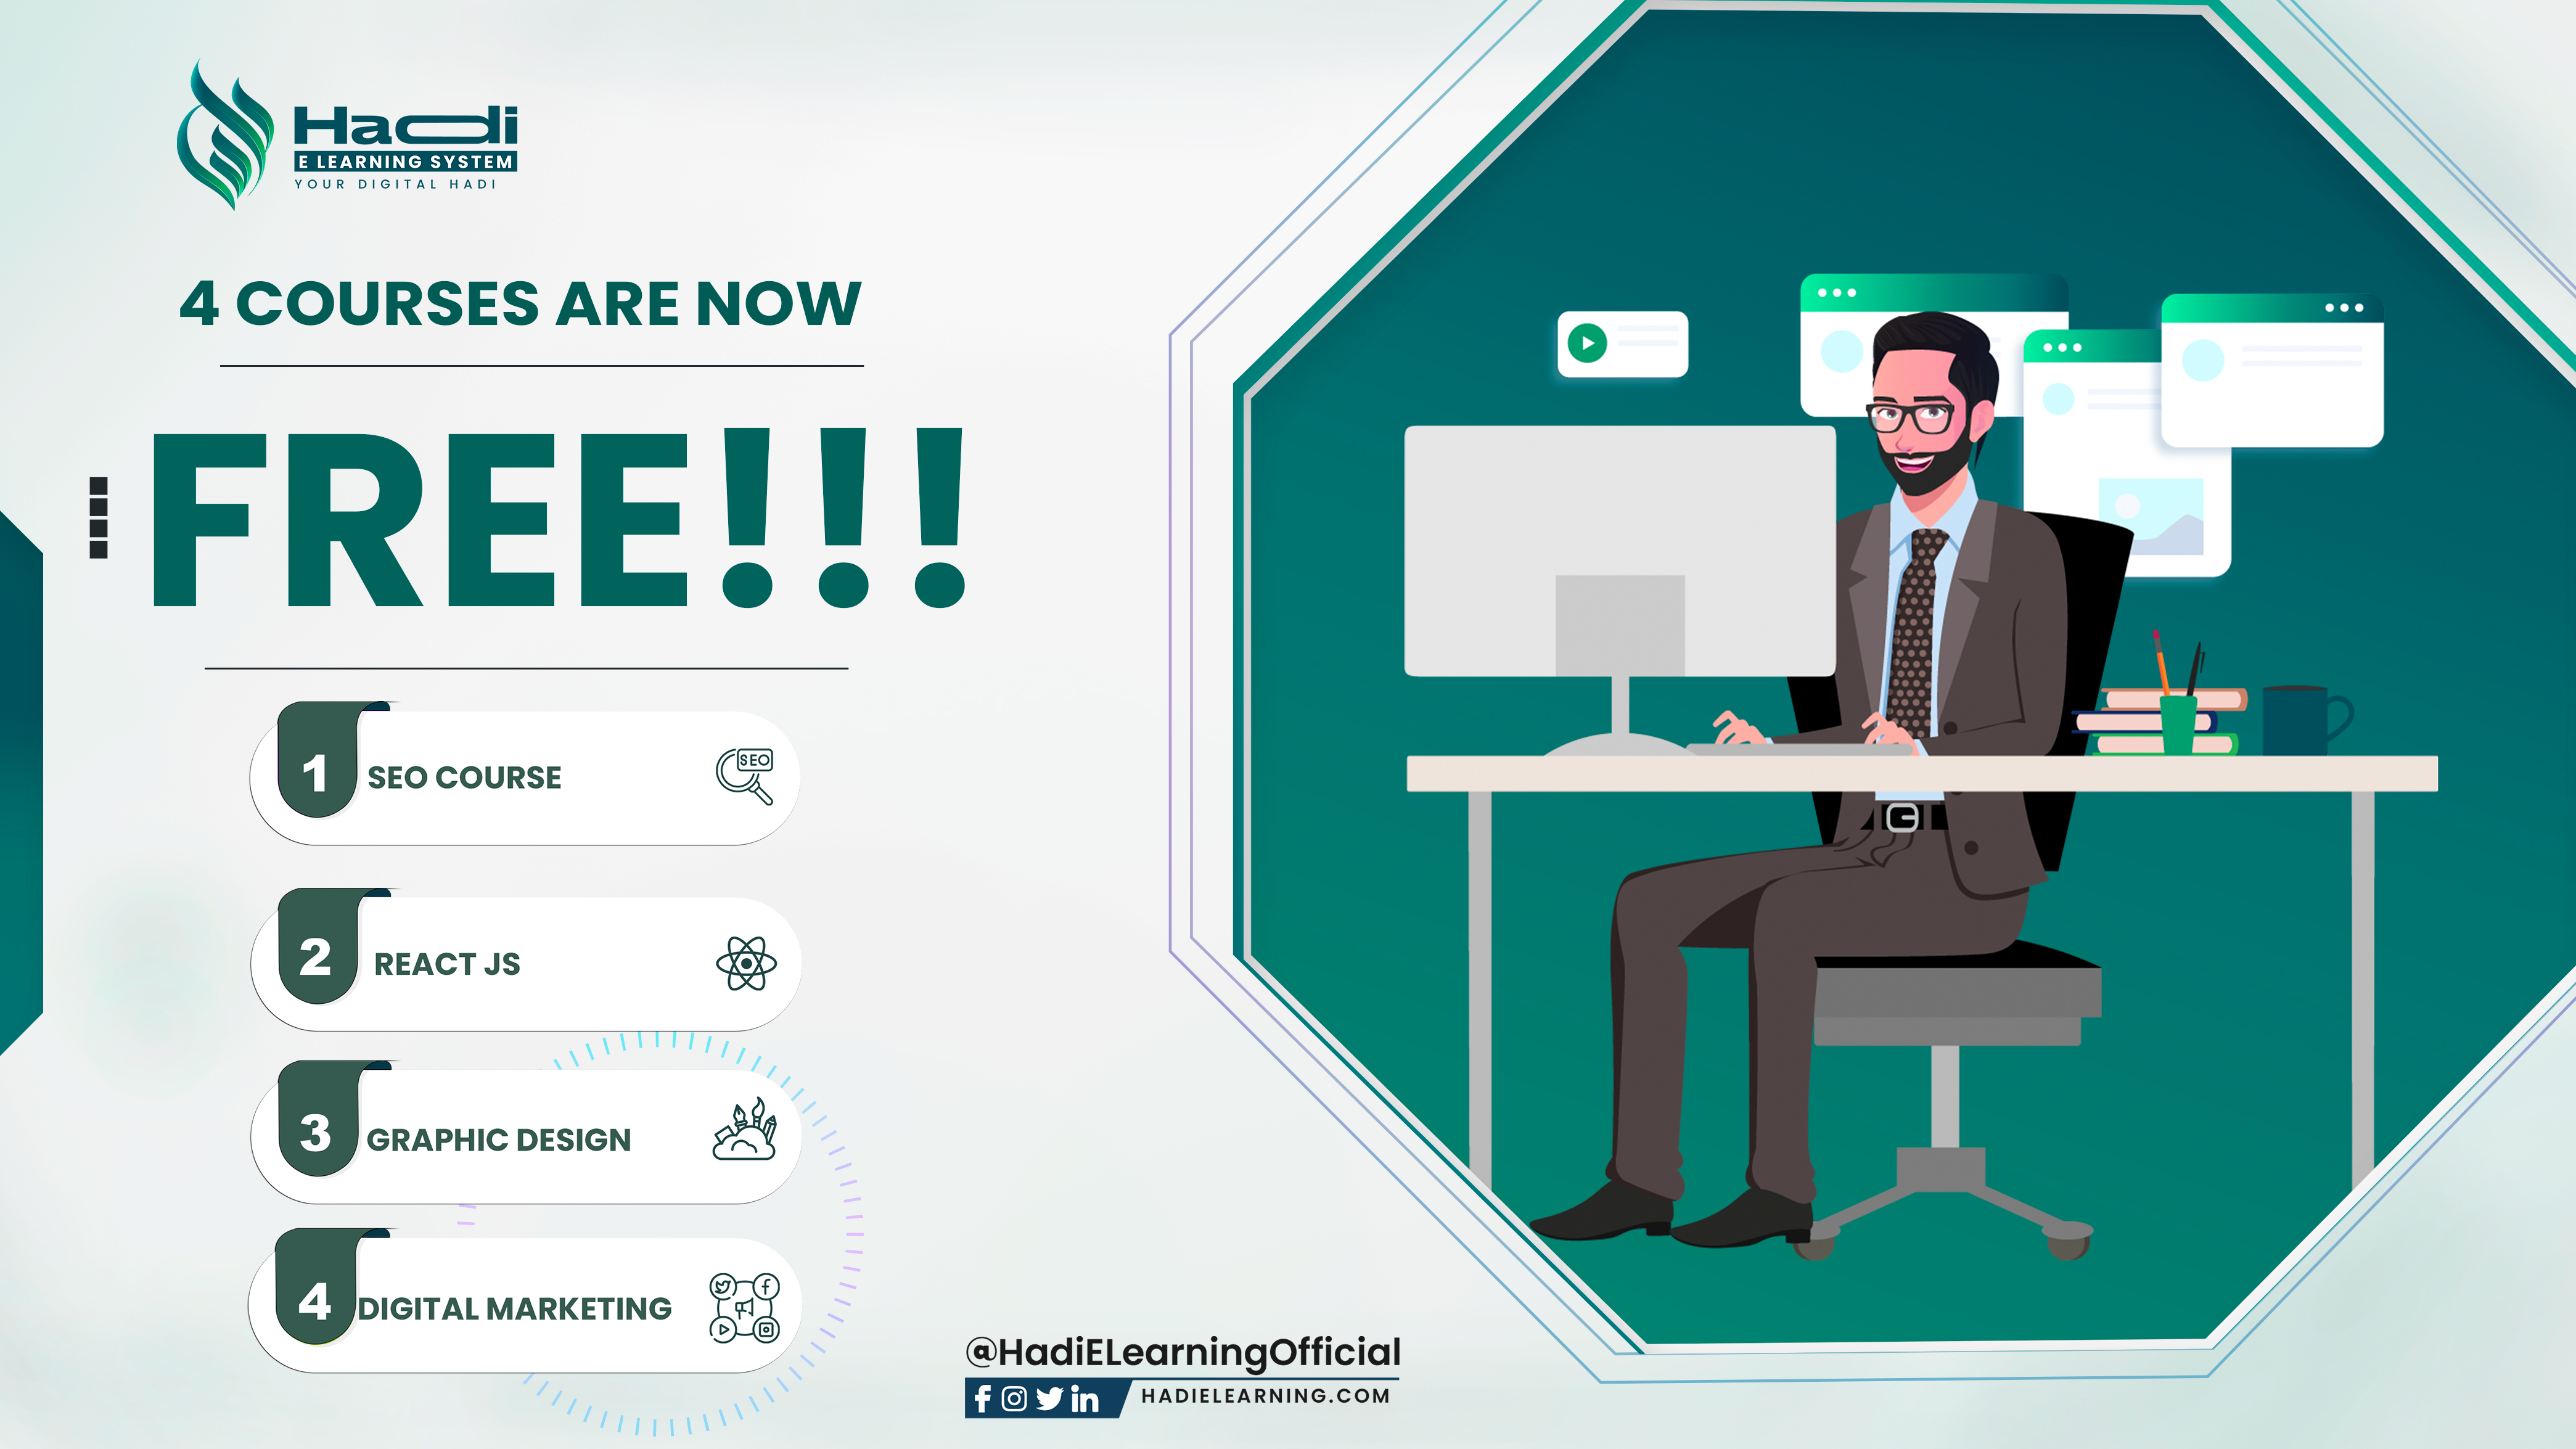 Hadi
E LEARNING SYSTEM
YOUR DIGITAL HADI
4 COURSES ARE NOW
FREE!!!
1 SEO COURSE
SEO
2 REACT JS
3 GRAPHIC DESIGN
4 DIGITAL MARKETING
@HadiELearningOfficial
HADIELEARNING.COM